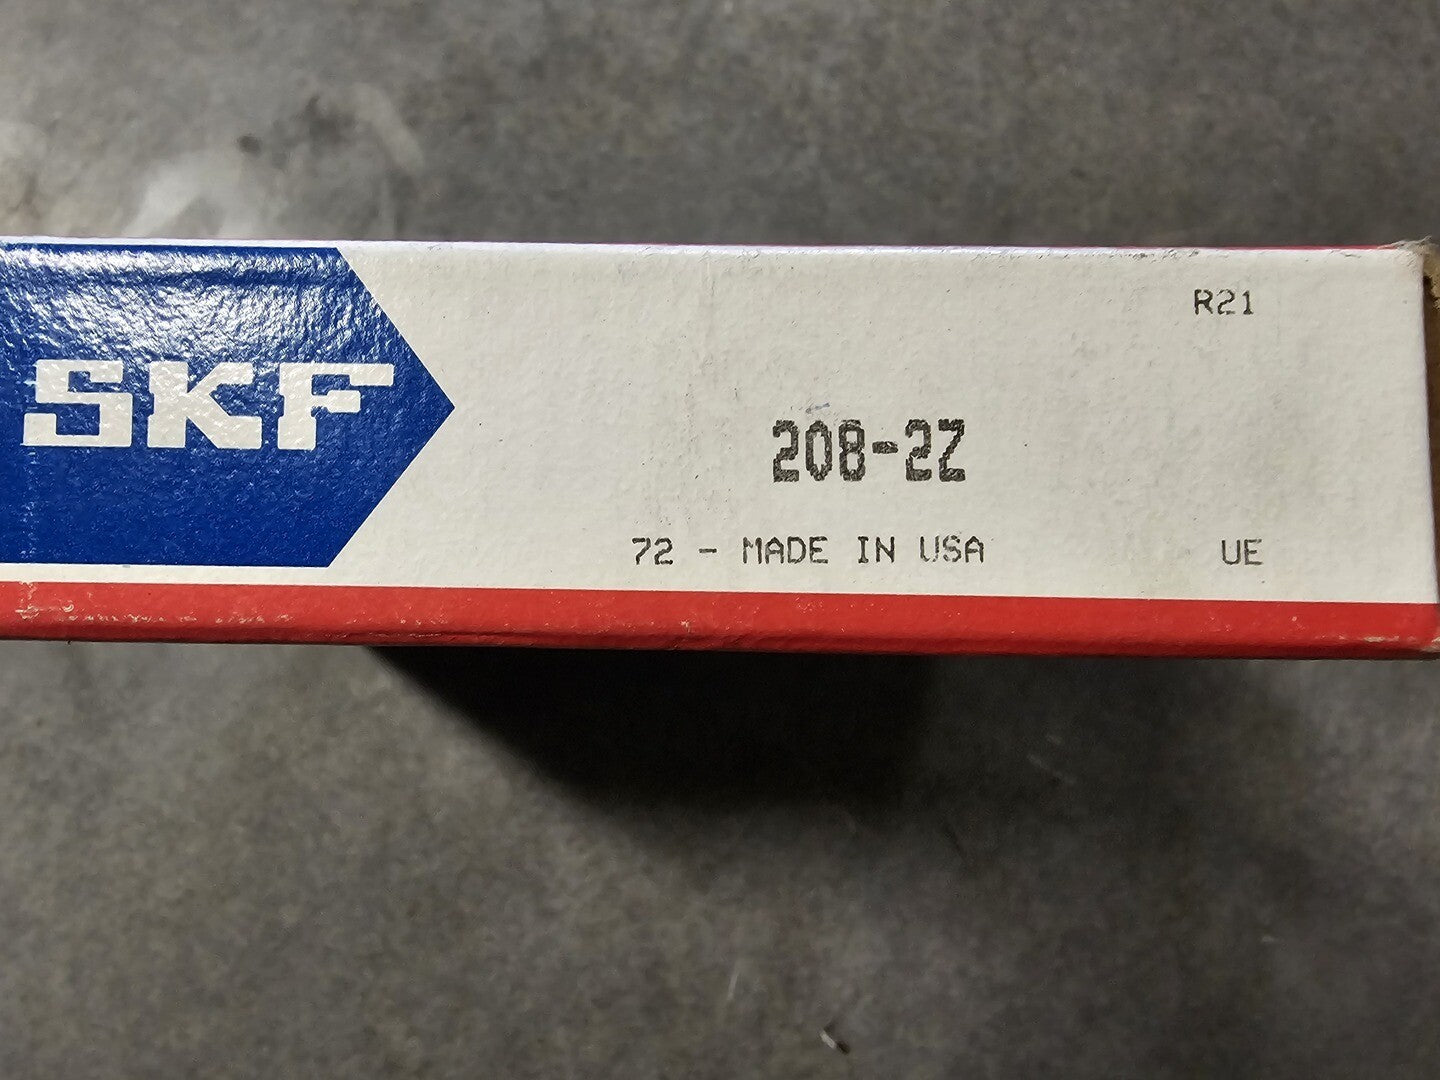 R21
SKF
208-2Z
72 - MADE IN USA
UE